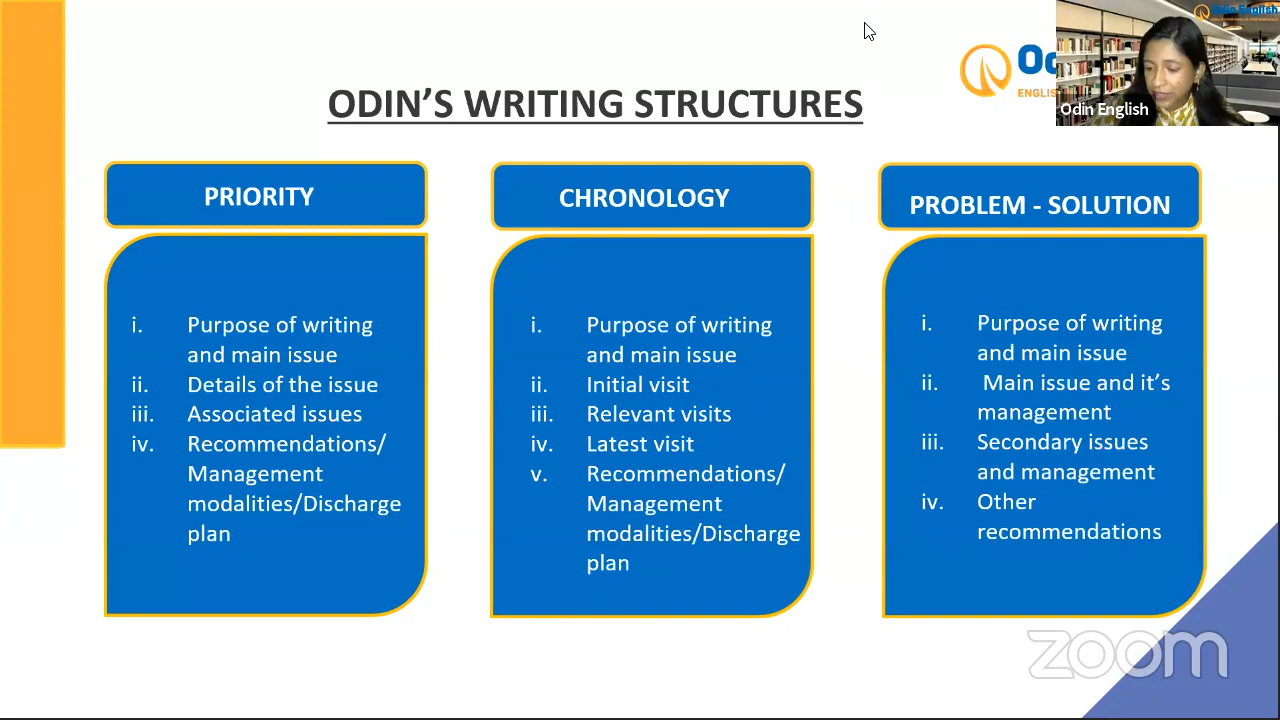 ODIN'S WRITING STRUCTURES
Odin English
Odin English
PRIORITY
i. Purpose of writing
and main issue
ii. Details of the issue
iii. Associated issues
iv. Recommendations/
Management
modalities/Discharge
plan
CHRONOLOGY
i. Purpose of writing
and main issue
ii. Initial visit
iii. Relevant visits
iv. Latest visit
v. Recommendations/
Management
modalities/Discharge
plan
PROBLEM - SOLUTION
i. Purpose of writing
and main issue
ii. Main issue and it's
management
iii. Secondary issues
and management
iv. Other
recommendations
zoom